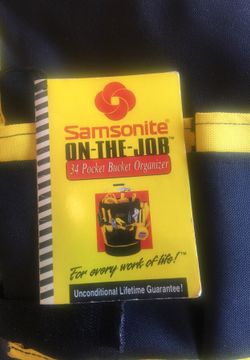 Samsonite
ON-THE-JOB™
34 Pocket Bucket Organizer
"For every work of life!"™
Unconditional Lifetime Guarantee!